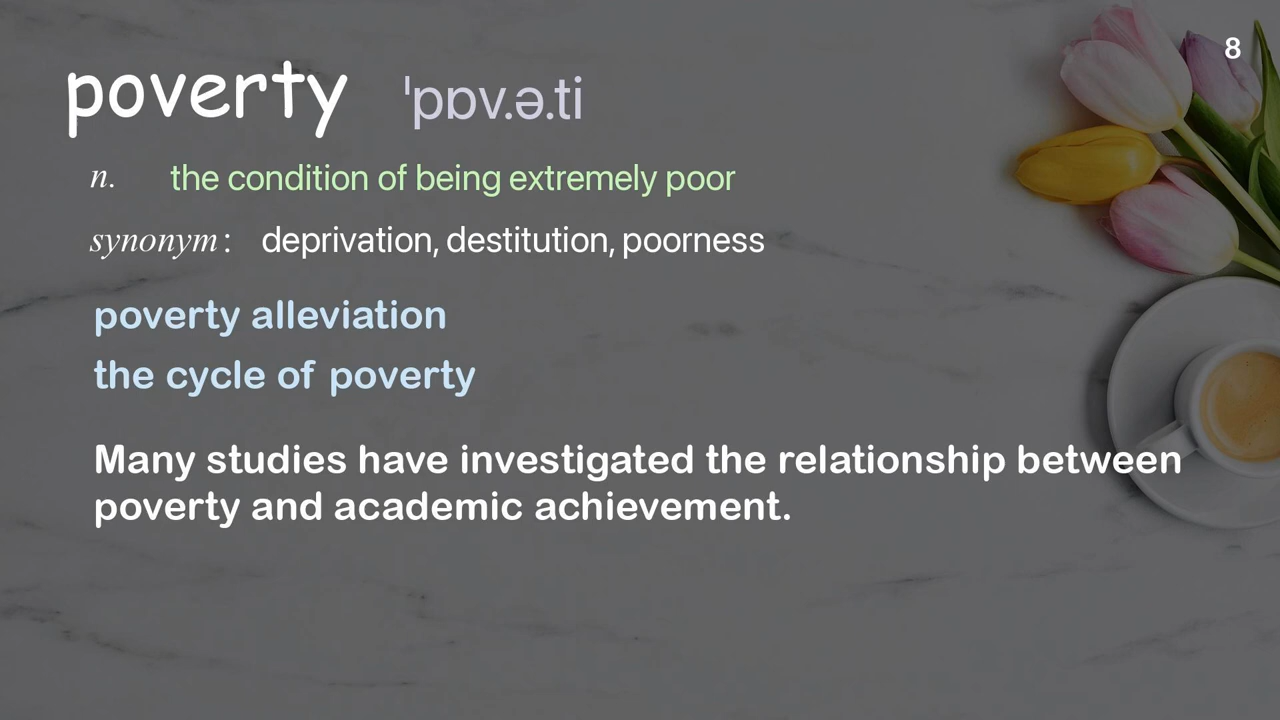 8
poverty ˈpɒv.ə.ti
n. the condition of being extremely poor
synonym: deprivation, destitution, poorness
poverty alleviation
the cycle of poverty
Many studies have investigated the relationship between
poverty and academic achievement.